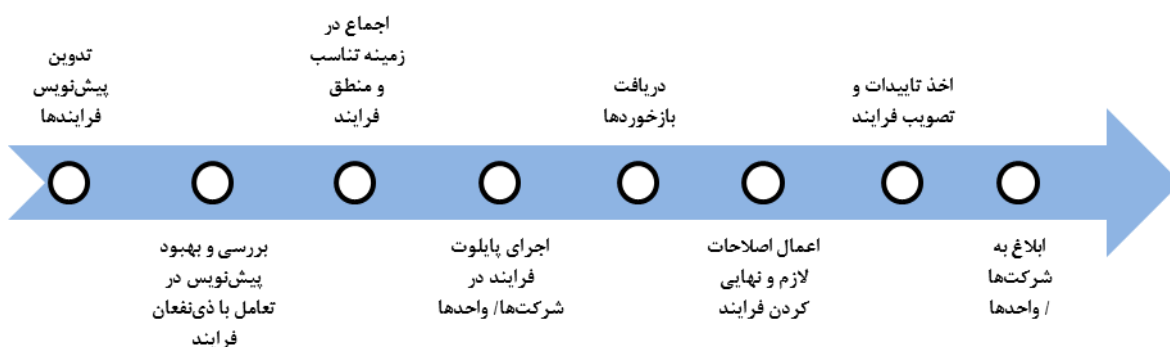 تدوین
پیش‌نویس
فرایندها
بررسی و بهبود
پیش‌نویس در
تعامل با ذی‌نفعان
فرایند
اجماع در
زمینه تناسب
و منطق
فرایند
اجرای پایلوت
فرایند در
شرکت‌ها/ واحدها
دریافت
بازخوردها
اعمال اصلاحات
لازم و نهایی
کردن فرایند
اخذ تاییدات و
تصویب فرایند
ابلاغ به
شرکت‌ها
/ واحدها